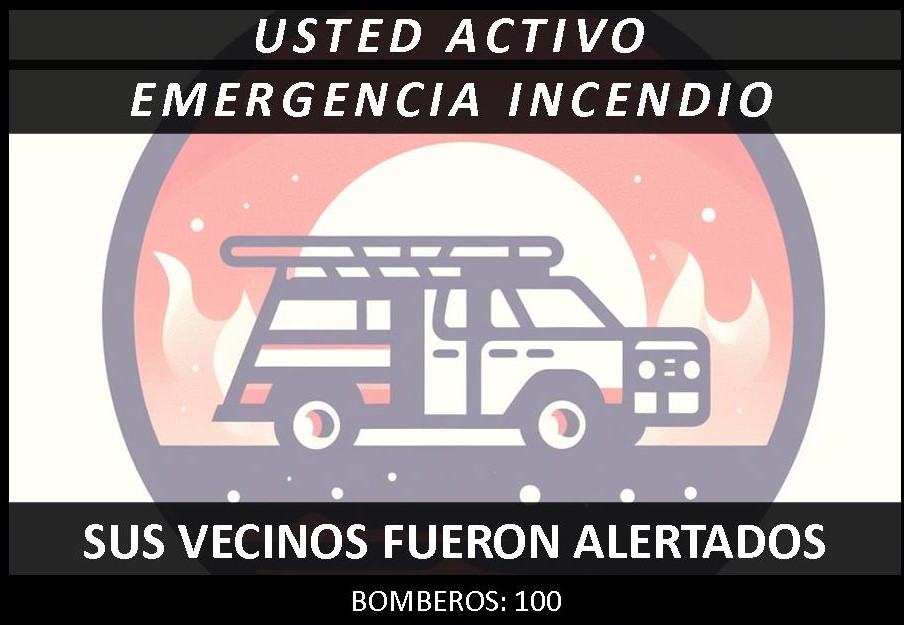 USTED ACTIVO
EMERGENCIA INCENDIO
SUS VECINOS FUERON ALERTADOS
BOMBEROS: 100